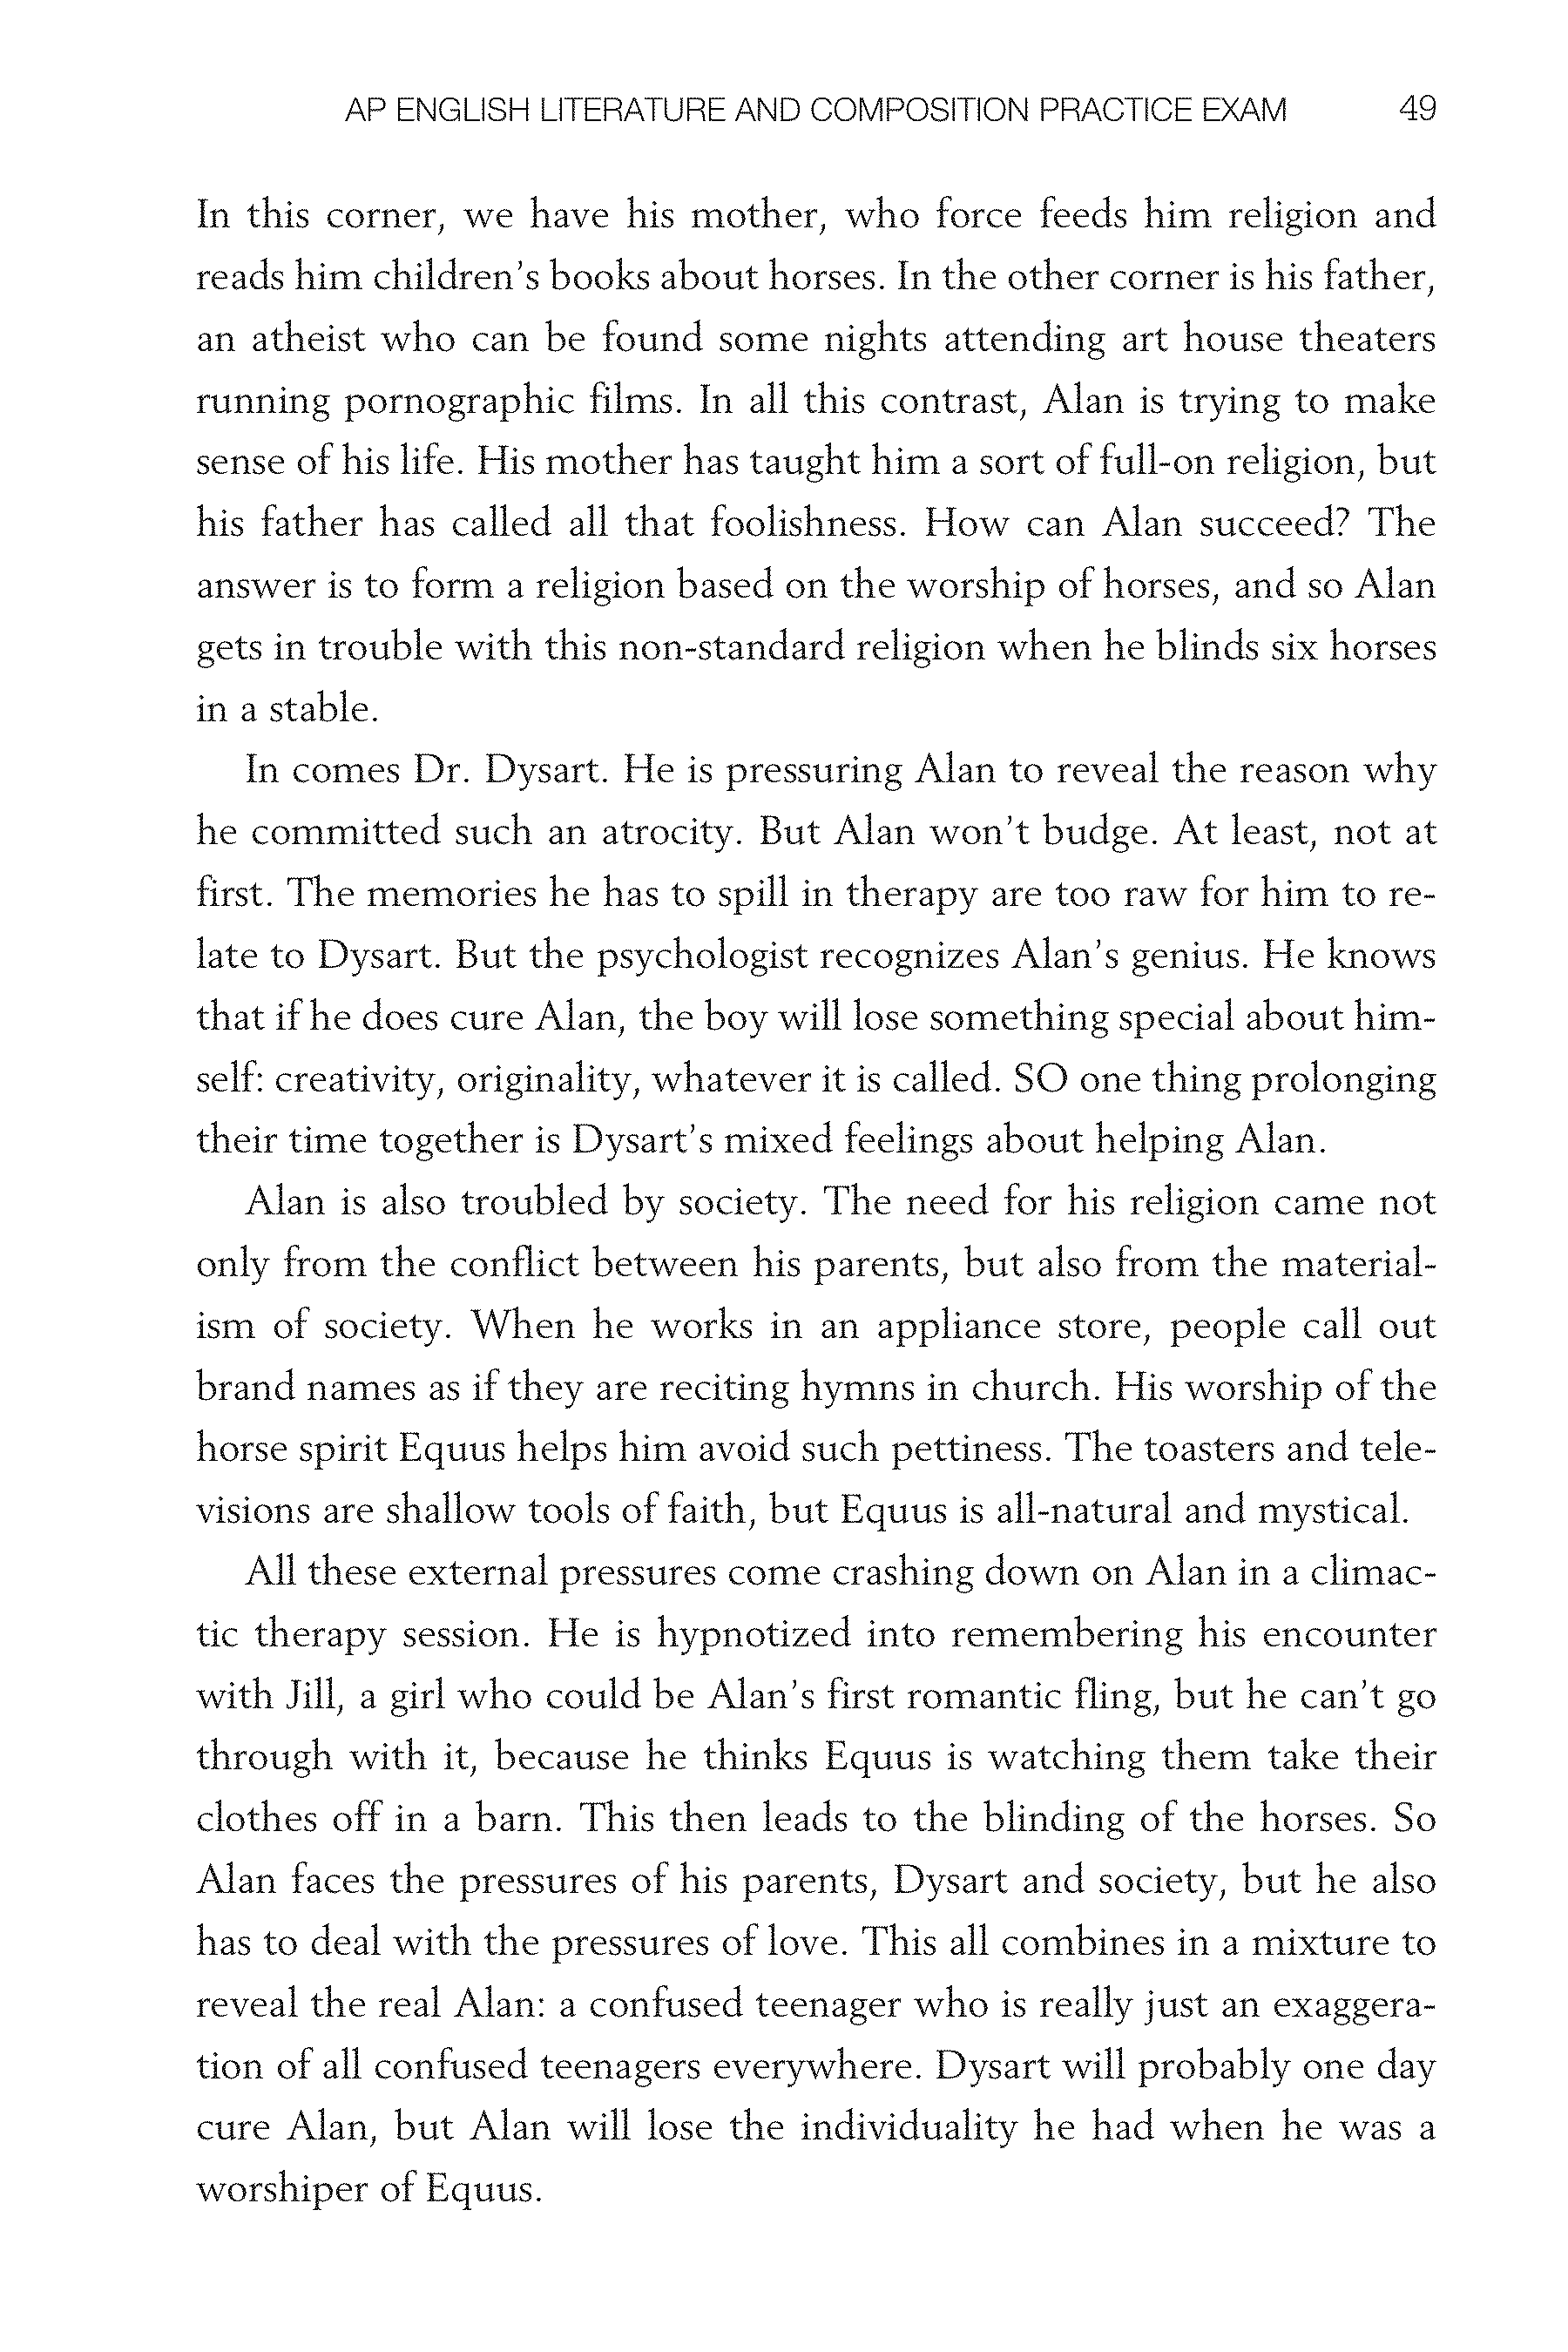 AP ENGLISH LITERATURE AND COMPOSITION PRACTICE EXAM 49
In this corner, we have his mother, who force feeds him religion and
reads him children's books about horses. In the other corner is his father,
an atheist who can be found some nights attending art house theaters
running pornographic films. In all this contrast, Alan is trying to make
sense of his life. His mother has taught him a sort of full-on religion, but
his father has called all that foolishness. How can Alan succeed? The
answer is to form a religion based on the worship of horses, and so Alan
gets in trouble with this non-standard religion when he blinds six horses
in a stable.
In comes Dr. Dysart. He is pressuring Alan to reveal the reason why
he committed such an atrocity. But Alan won't budge. At least, not at
first. The memories he has to spill in therapy are too raw for him to re-
late to Dysart. But the psychologist recognizes Alan's genius. He knows
that if he does cure Alan, the boy will lose something special about him-
self: creativity, originality, whatever it is called. SO one thing prolonging
their time together is Dysart's mixed feelings about helping Alan.
Alan is also troubled by society. The need for his religion came not
only from the conflict between his parents, but also from the material-
ism of society. When he works in an appliance store, people call out
brand names as if they are reciting hymns in church. His worship of the
horse spirit Equus helps him avoid such pettiness. The toasters and tele-
visions are shallow tools of faith, but Equus is all-natural and mystical.
All these external pressures come crashing down on Alan in a climac-
tic therapy session. He is hypnotized into remembering his encounter
with Jill, a girl who could be Alan's first romantic fling, but he can't go
through with it, because he thinks Equus is watching them take their
clothes off in a barn. This then leads to the blinding of the horses. So
Alan faces the pressures of his parents, Dysart and society, but he also
has to deal with the pressures of love. This all combines in a mixture to
reveal the real Alan: a confused teenager who is really just an exaggera-
tion of all confused teenagers everywhere. Dysart will probably one day
cure Alan, but Alan will lose the individuality he had when he was a
worshiper of Equus.